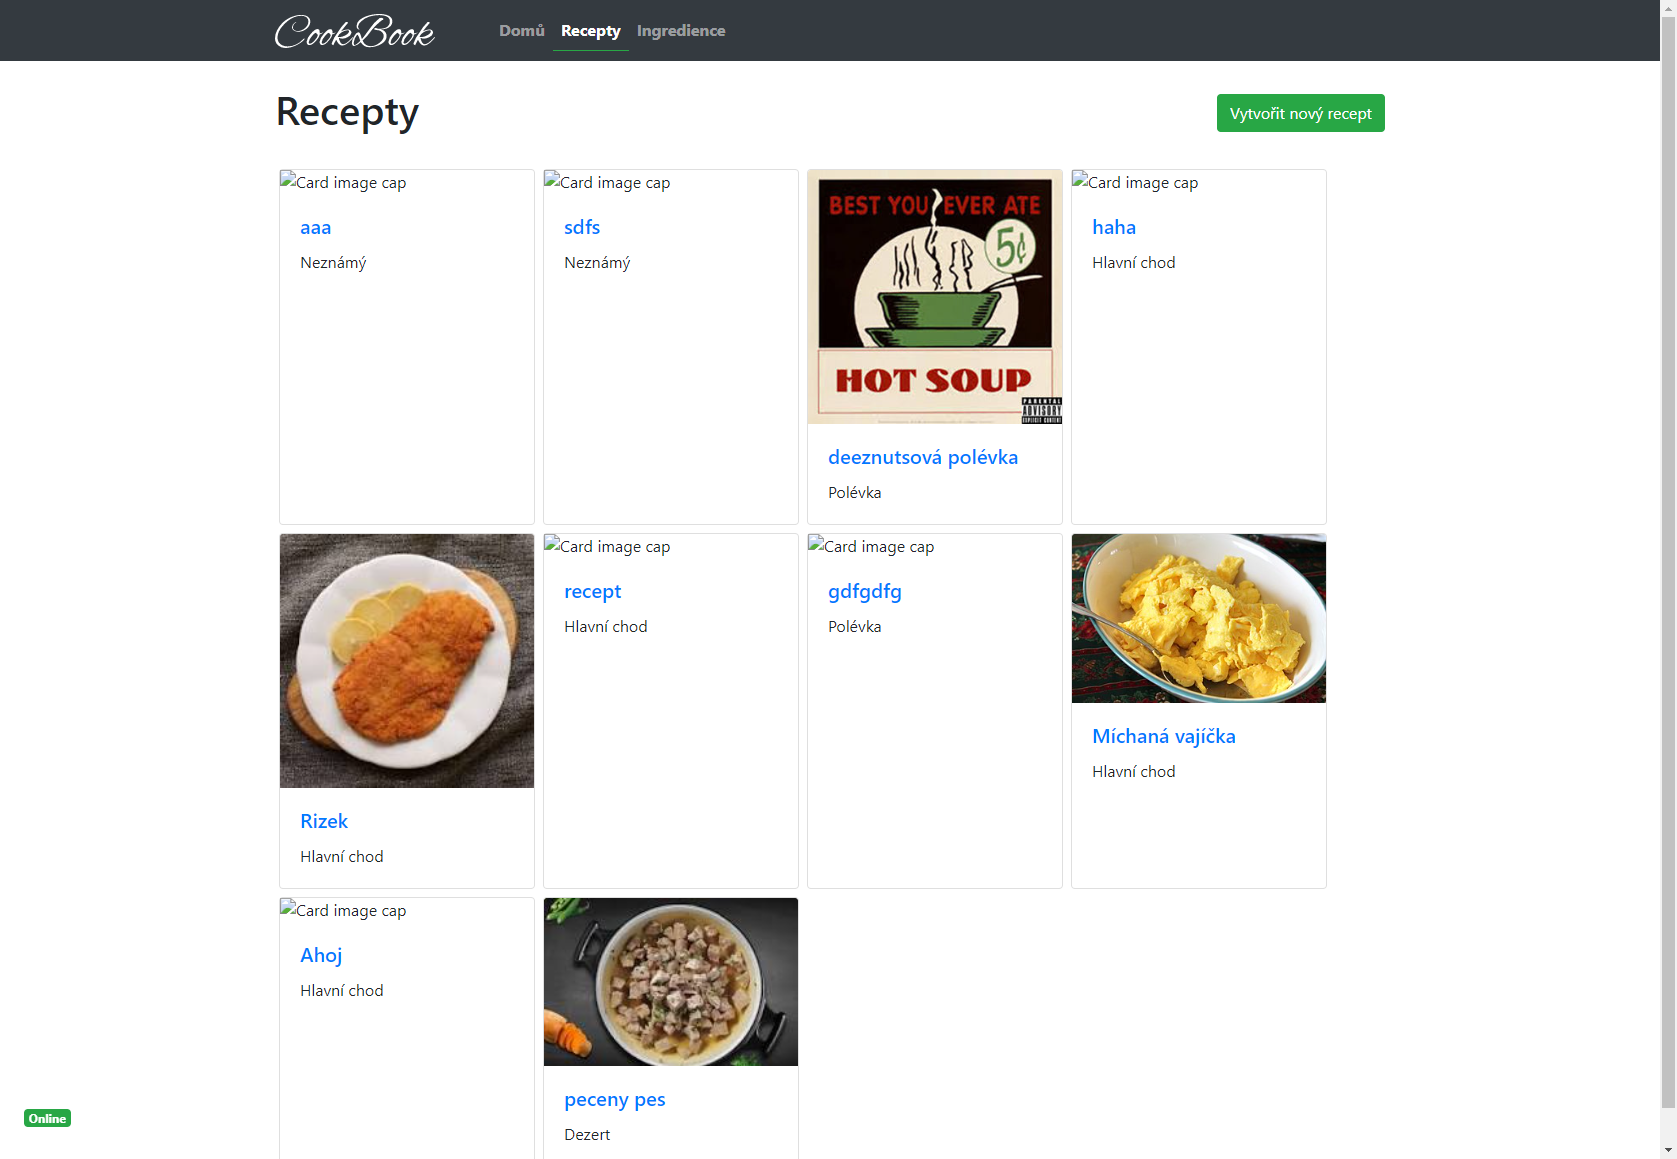 CookBook
Domů Recepty Ingredience
Recepty
Vytvořit nový recept
Card image cap
aaa
Neznámý
Card image cap
sdfs
Neznámý
BEST YOU EVER ATE
5¢
HOT SOUP
PARENTAL
ADVISORY
EXPLICIT CONTENT
deeznutsová polévka
Polévka
Card image cap
haha
Hlavní chod
Rizek
Hlavní chod
Card image cap
recept
Hlavní chod
Card image cap
gdfgdfg
Polévka
Míchaná vajíčka
Hlavní chod
Card image cap
Ahoj
Hlavní chod
peceny pes
Dezert
Online